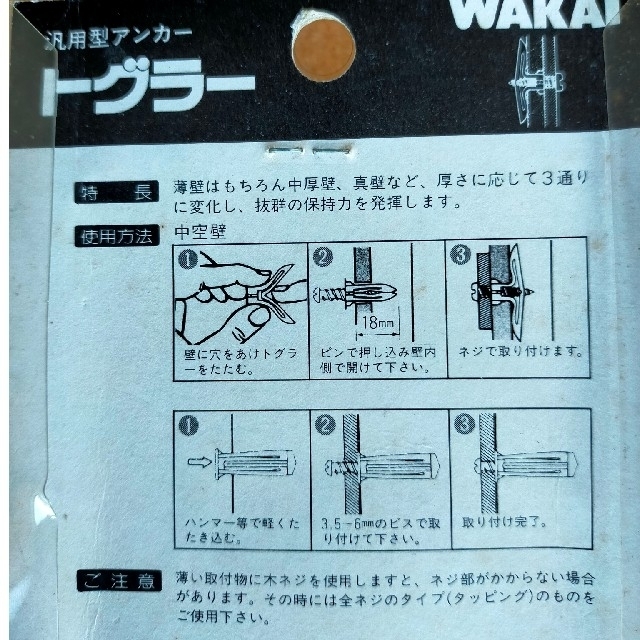 汎用型アンカー
WAKAI
トグラー
特長
薄壁はもちろん中厚壁、真壁など、厚さに応じて3通り
に変化し、抜群の保持力を発揮します。
使用方法
中空壁
1
2
3
18mm
壁に穴をあけトグラ
ーをたたむ。
ピンで押し込み壁内
側で開けて下さい。
ネジで取り付けます。
1
2
3
ハンマー等で軽くた
たき込む。
3.5-6mmのビスで取
り付けて下さい。
取り付け完了。
ご注意
薄い取付物に木ネジを使用しますと、ネジ部がかからない場合
があります。その時には全ネジのタイプ(タッピング)のものを
ご使用下さい。